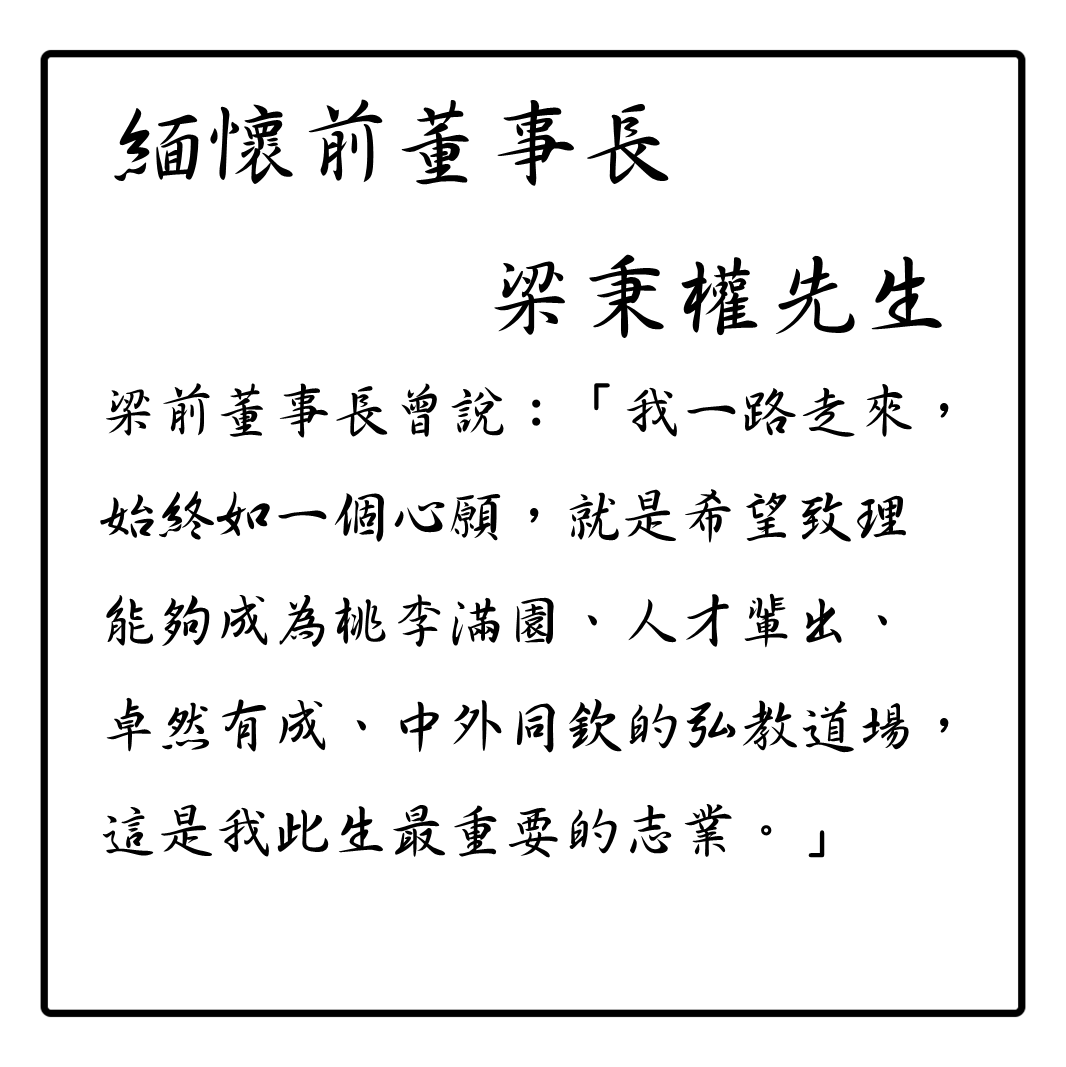 緬懷前董事長
梁秉權先生
梁前董事長曾說：「我一路走來，
始終如一個心願，就是希望致理
能夠成為桃李滿園、人才輩出、
卓然有成、中外同欽的弘教道場，
這是我此生最重要的志業。」